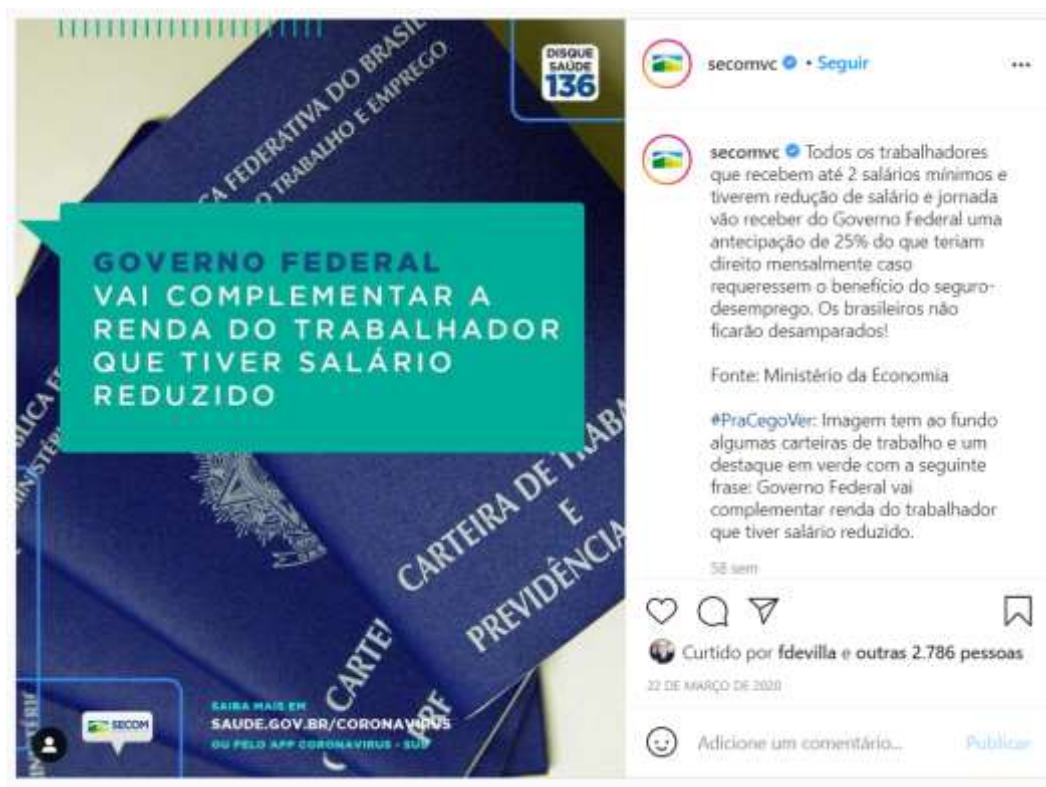 CA FEDERATIVA DO BRASIL
O TRABALHO E EMPREGO
DISQUE
SAÚDE
136
GOVERNO FEDERAL
VAI COMPLEMENTAR A
RENDA DO TRABALHADOR
QUE TIVER SALÁRIO
REDUZIDO
CARTEIRA DE TRABA
E
PREVIDÊNCIA
CARTEI
PRE
SECOM
SAIBA MAIS EM
SAUDE.GOV.BR/CORONAVIRUS
OU PELO APP CORONAVIRUS - SUS
secomvc • Seguir
secomvc Todos os trabalhadores
que recebem até 2 salários mínimos e
tiverem redução de salário e jornada
vão receber do Governo Federal uma
antecipação de 25% do que teriam
direito mensalmente caso
requeressem o benefício do seguro-
desemprego. Os brasileiros não
ficarão desamparados!
Fonte: Ministério da Economia
#PraCegoVer: Imagem tem ao fundo
algumas carteiras de trabalho e um
destaque em verde com a seguinte
frase: Governo Federal vai
complementar renda do trabalhador
que tiver salário reduzido.
58 sem
Curtido por fdevilla e outras 2.786 pessoas
22 DE MARÇO DE 2020
Adicione um comentário... Publicar